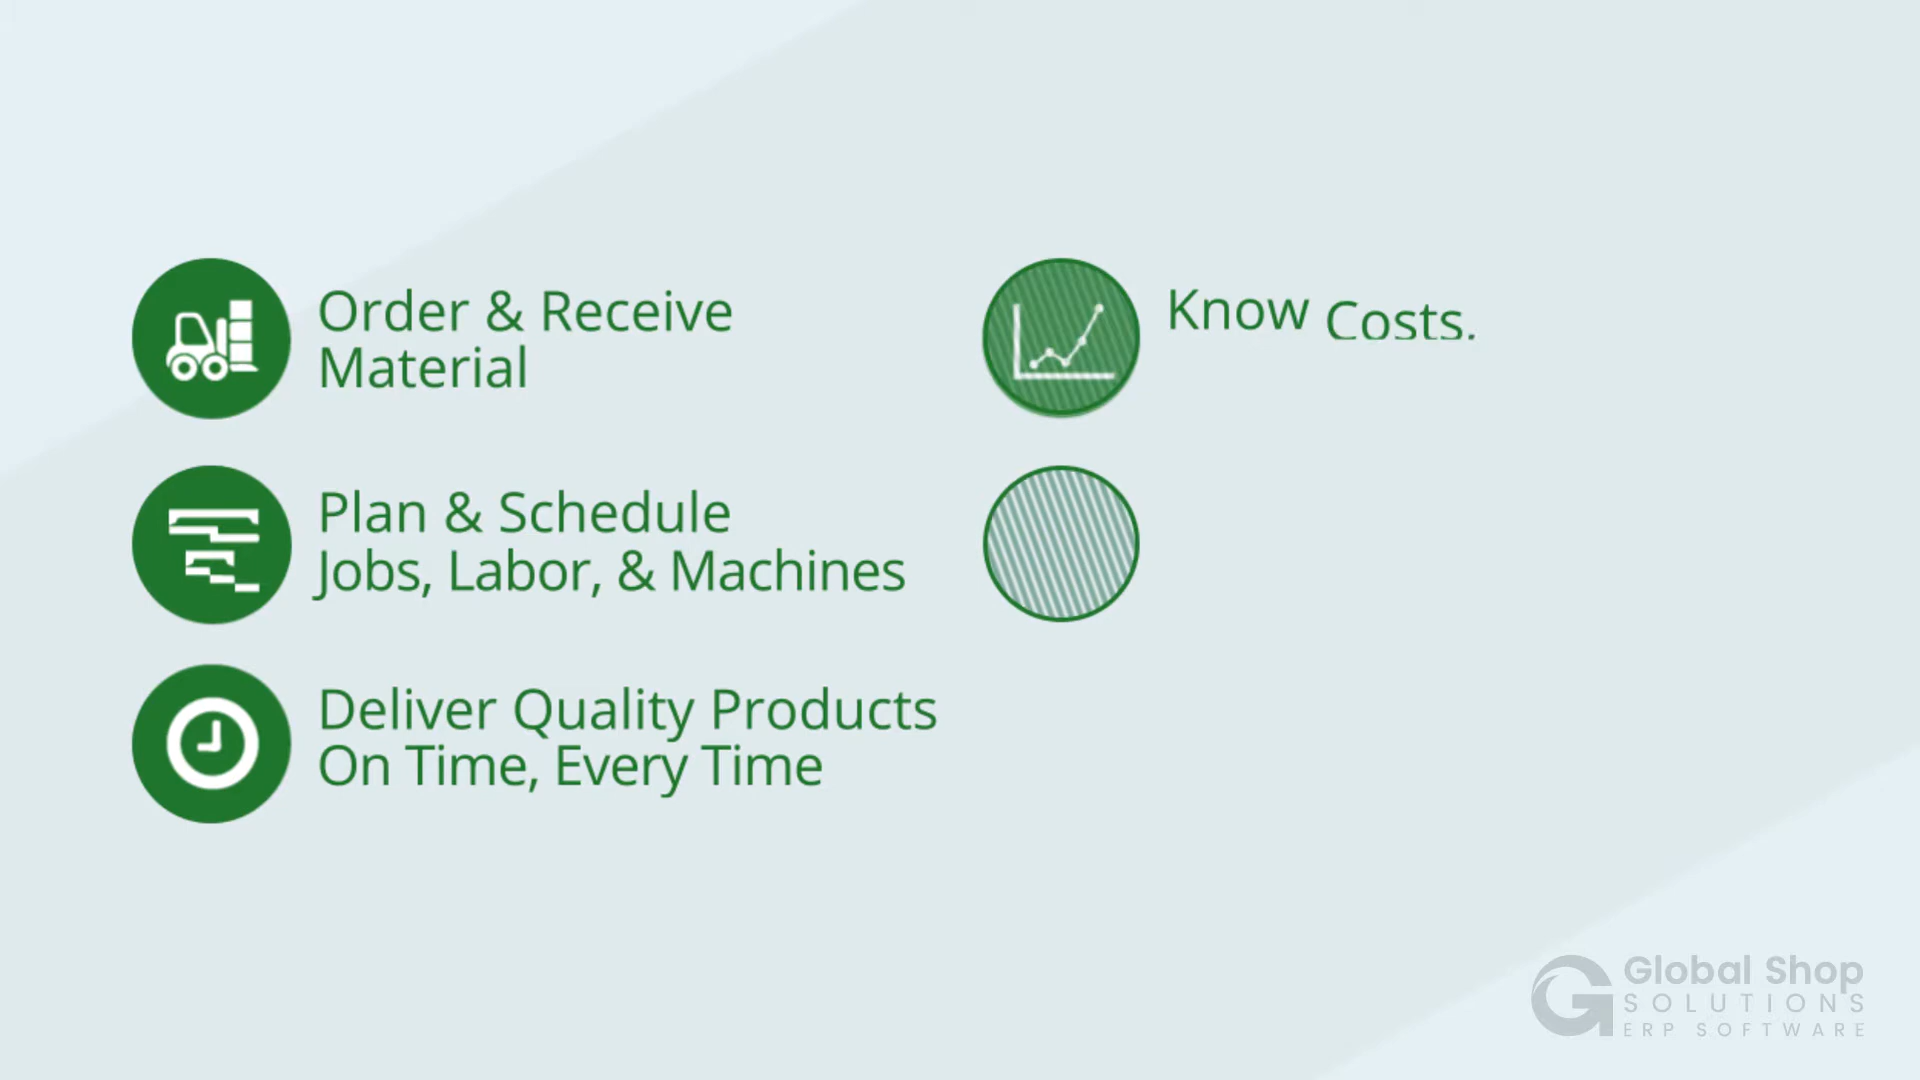 Order & Receive
Material
Plan & Schedule
Jobs, Labor, & Machines
Deliver Quality Products
On Time, Every Time
Know Costs.
Global Shop
SOLUTIONS
ERP SOFTWARE